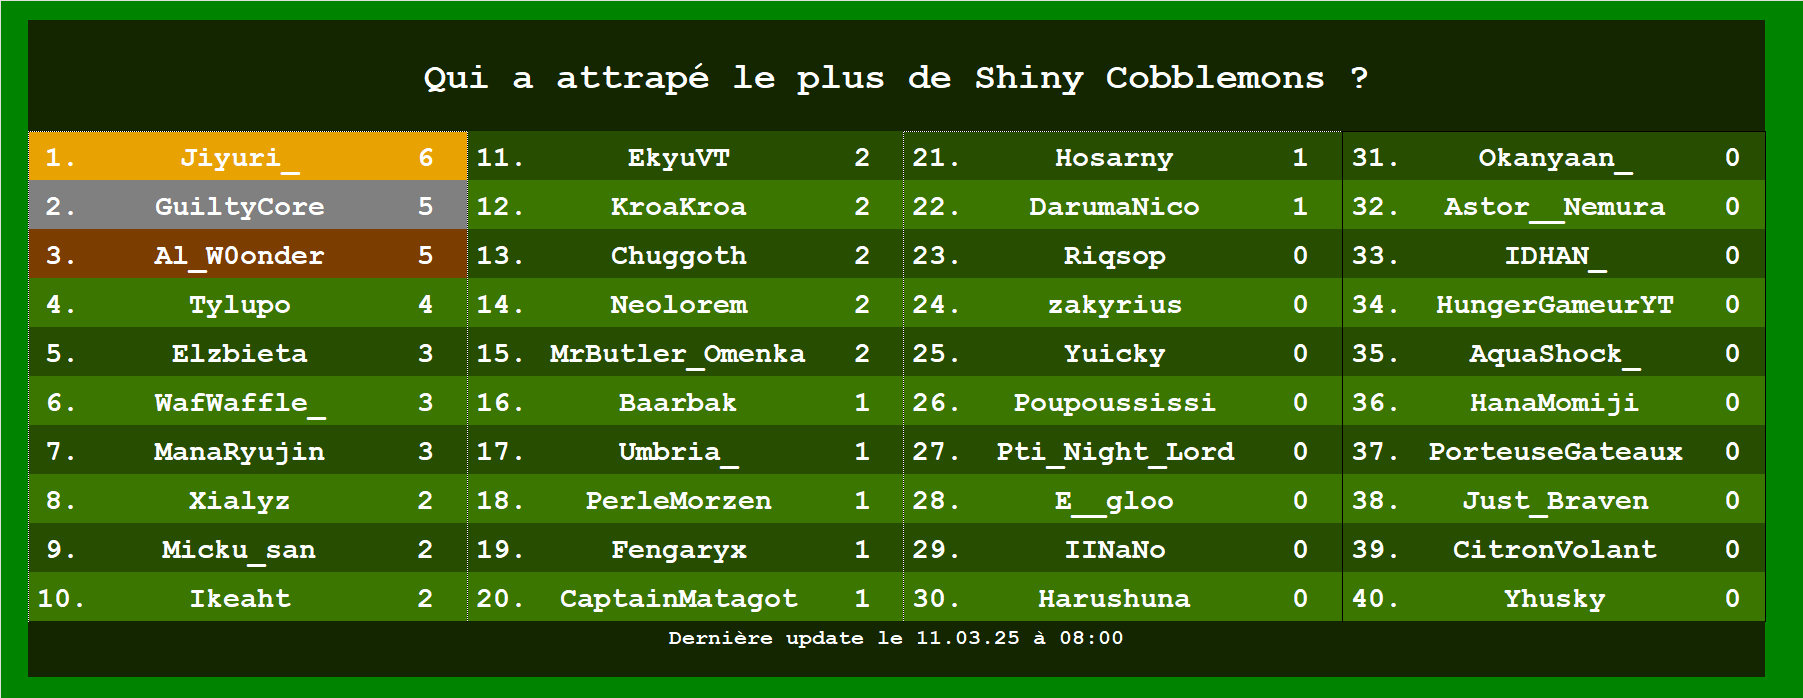 Qui a attrapé le plus de Shiny Cobblemons ?
1. Jiyuri_ 6
2. GuiltyCore 5
3. Al_W0onder 5
4. Tylupo 4
5. Elzbieta 3
6. WafWaffle_ 3
7. ManaRyujin 3
8. Xialyz 2
9. Micku_san 2
10. Ikeaht 2
11. EkyuVT 2
12. KroaKroa 2
13. Chuggoth 2
14. Neolorem 2
15. MrButler_Omenka 2
16. Baarbak 1
17. Umbria_ 1
18. PerleMorzen 1
19. Fengaryx 1
20. CaptainMatagot 1
21. Hosarny 1
22. DarumaNico 1
23. Riqsop 0
24. zakyrius 0
25. Yuicky 0
26. Poupoussissi 0
27. Pti_Night_Lord 0
28. E__gloo 0
29. IINaNo 0
30. Harushuna 0
31. Okanyaan_ 0
32. Astor__Nemura 0
33. IDHAN_ 0
34. HungerGameurYT 0
35. AquaShock_ 0
36. HanaMomiji 0
37. PorteuseGateaux 0
38. Just_Braven 0
39. CitronVolant 0
40. Yhusky 0
Dernière update le 11.03.25 à 08:00